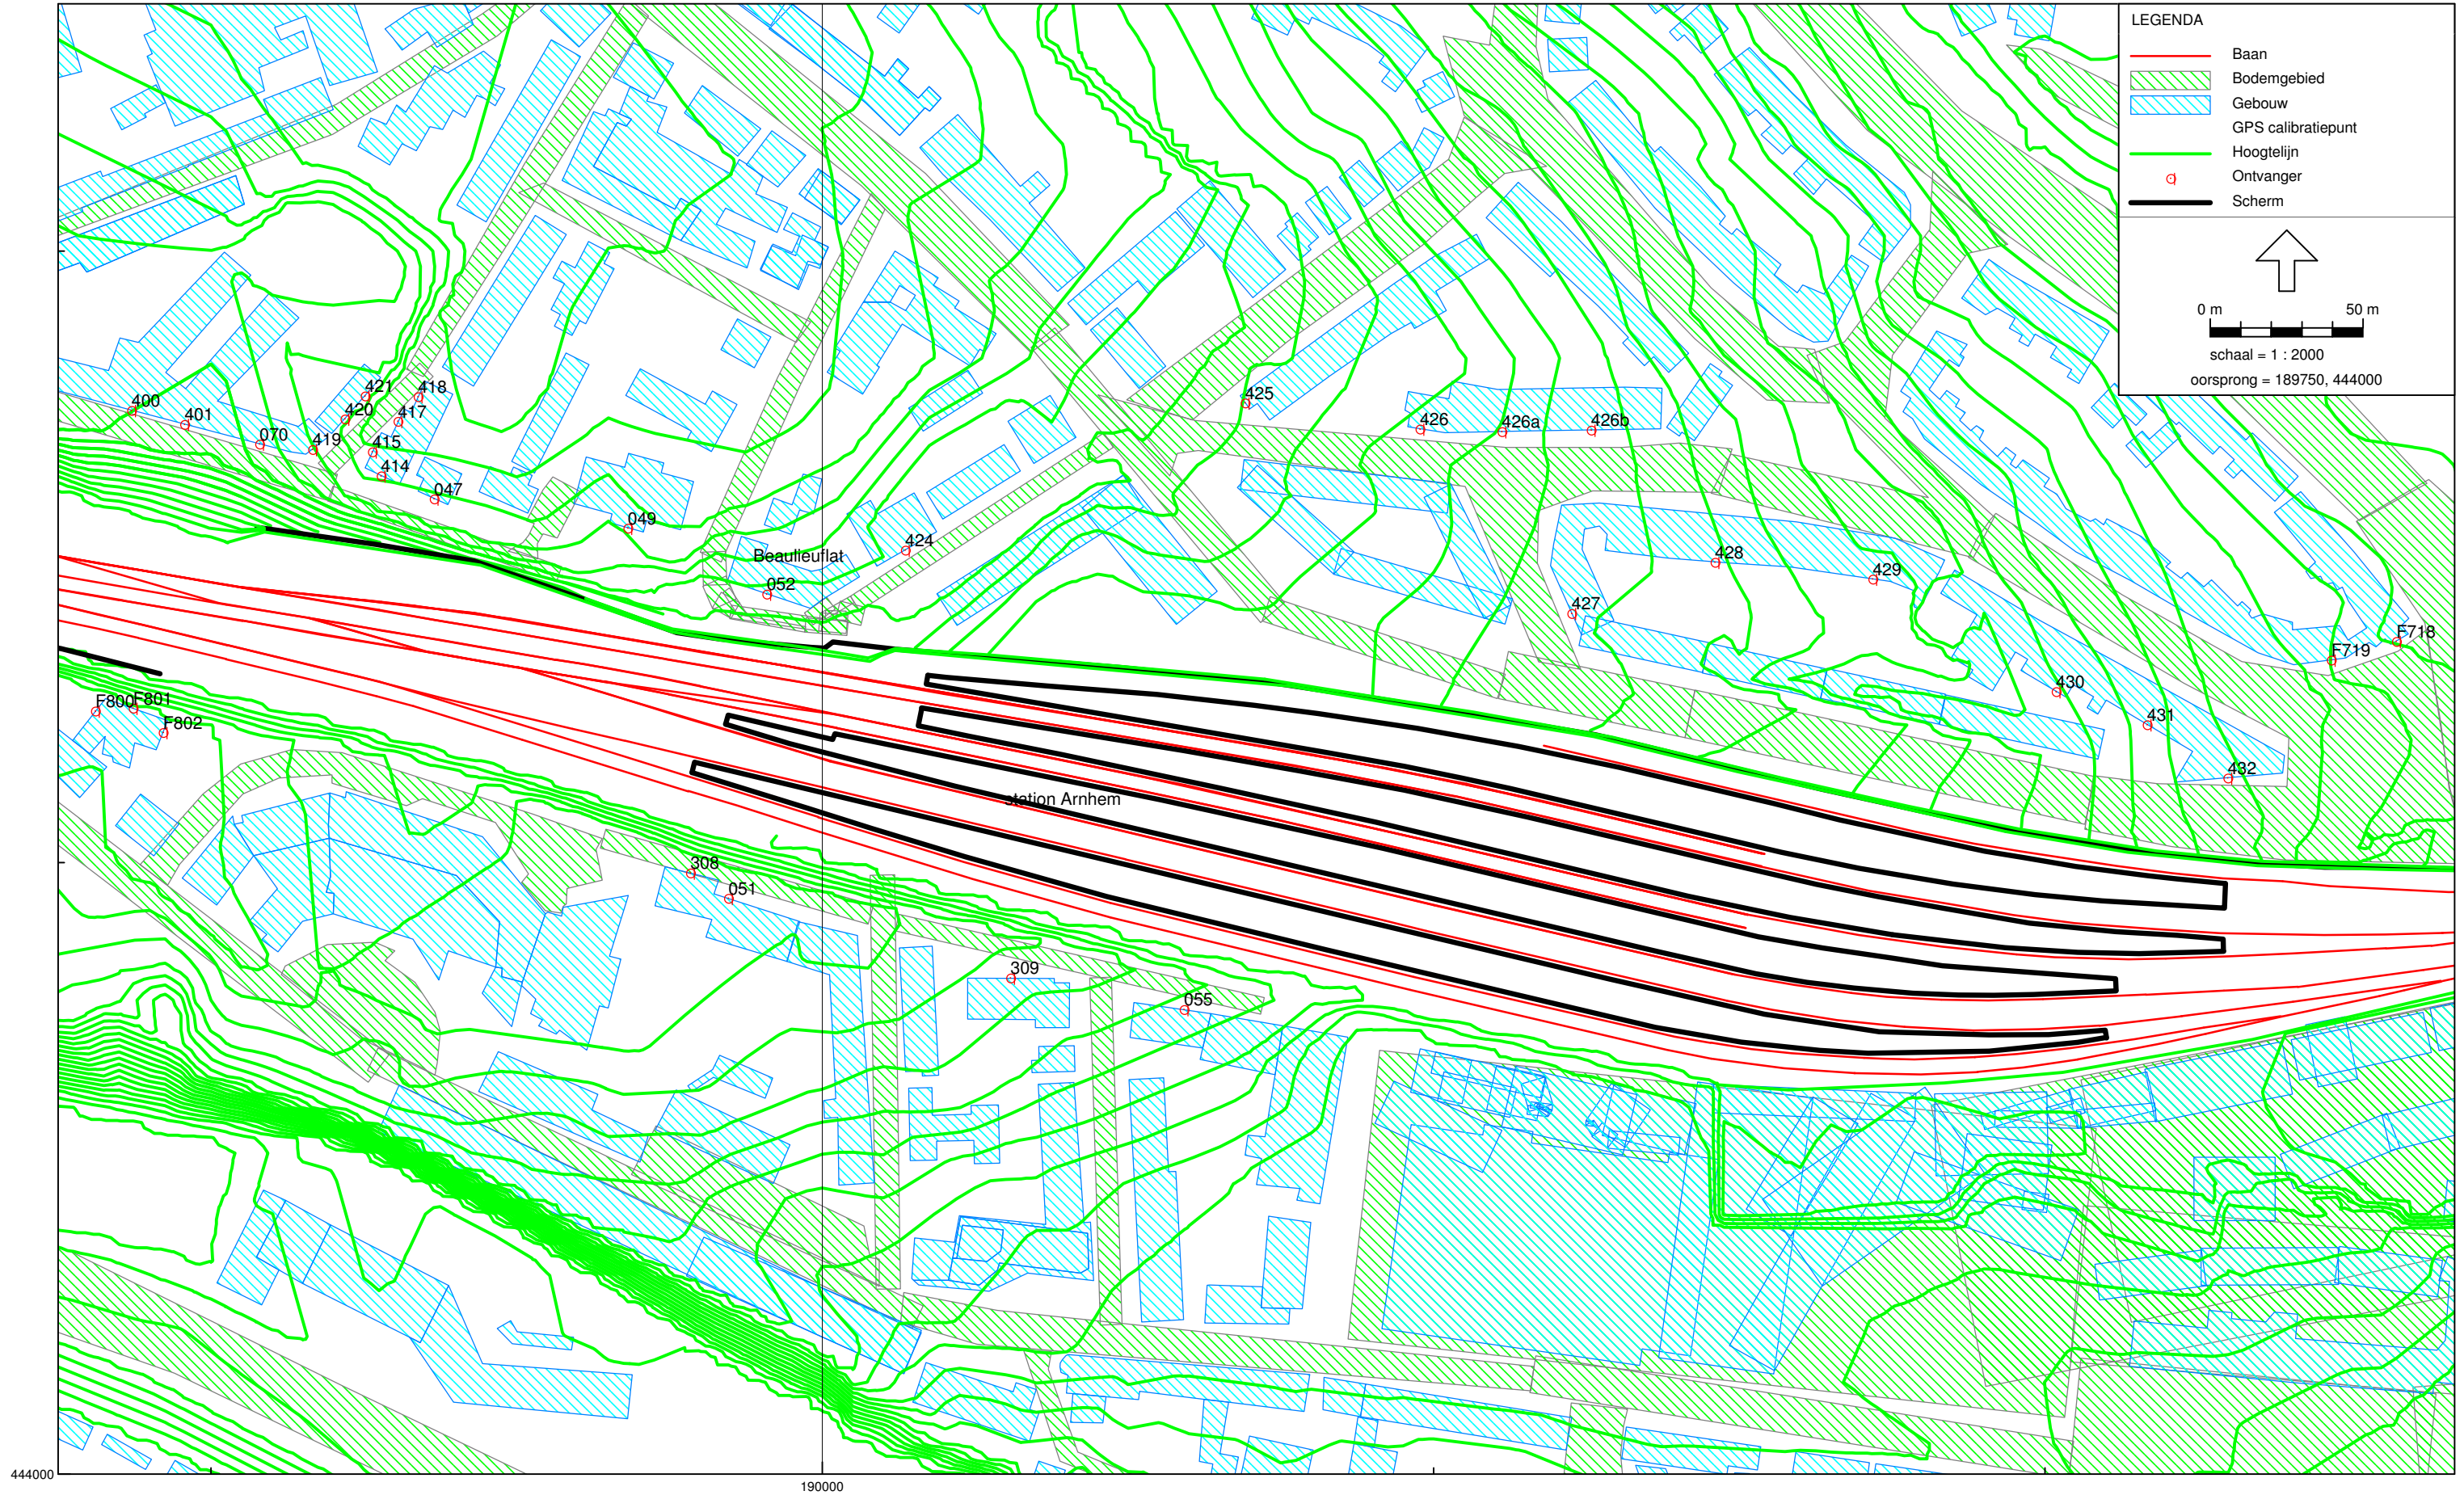 LEGENDA
Baan
Bodemgebied
Gebouw
GPS calibratiepunt
Hoogtelijn
Ontvanger
Scherm
0 m 50 m
schaal = 1 : 2000
oorsprong = 189750, 444000
421
418
400
401
420
417
070
419
415
414
047
049
425
426
426a
426b
424
Beaulieuflat
052
428
429
427
F718
F719
430
431
432
F800
F801
F802
station Arnhem
308
051
309
055
444000
190000